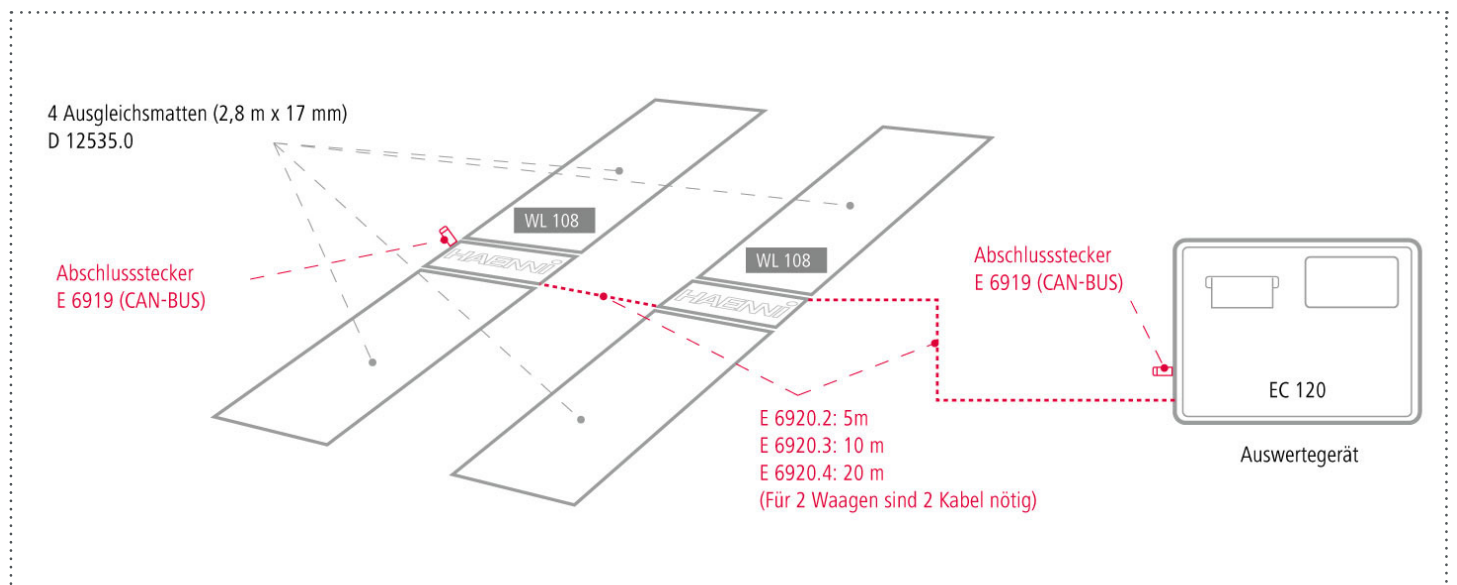 4 Ausgleichsmatten (2,8 m x 17 mm)
D 12535.0
WL 108
HAENNI
Abschlussstecker
E 6919 (CAN-BUS)
WL 108
HAENNI
Abschlussstecker
E 6919 (CAN-BUS)
E 6920.2: 5m
E 6920.3: 10 m
E 6920.4: 20 m
(Für 2 Waagen sind 2 Kabel nötig)
EC 120
Auswertegerät